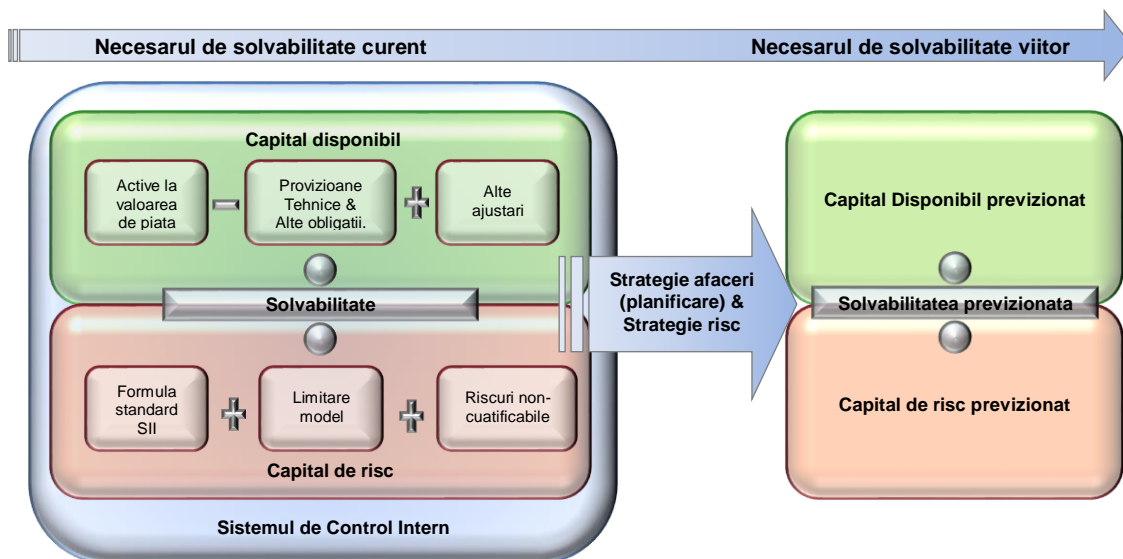 Necesarul de solvabilitate curent
Necesarul de solvabilitate viitor
Capital disponibil
Active la
valoarea
de piata
Provizioane
Tehnice &
Alte obligatii.
Alte
ajustari
Solvabilitate
Formula
standard
SII
Limitare
model
Riscuri non-
cuatificabile
Capital de risc
Sistemul de Control Intern
Strategie afaceri
(planificare) &
Strategie risc
Capital Disponibil previzionat
Solvabilitatea previzionata
Capital de risc previzionat